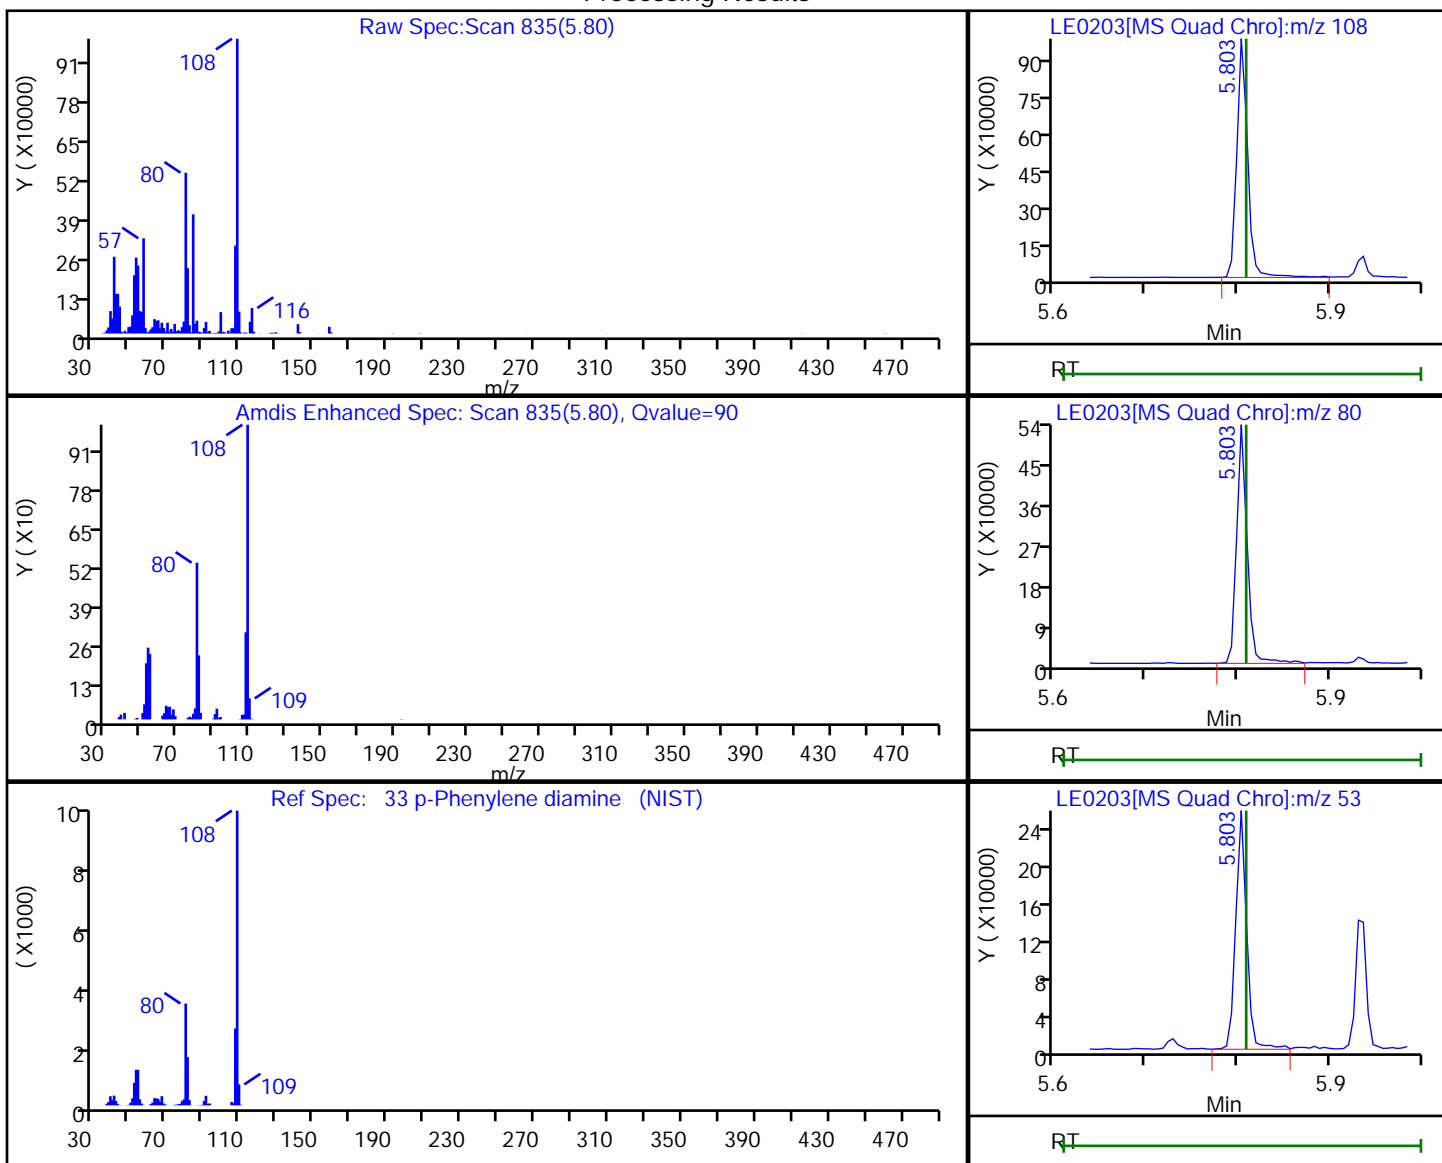 Processing Results
Raw Spec:Scan 835(5.80)
Y ( X10000)
91
78
65
52
39
26
13
0
108
80
57
116
30 70 110 150 190 230 270 310 350 390 430 470
m/z
LE0203[MS Quad Chro]:m/z 108
Y ( X10000)
90
75
60
45
30
15
0
5.803
5.6 5.9
Min
RT
Amdis Enhanced Spec: Scan 835(5.80), Qvalue=90
Y ( X10)
91
78
65
52
39
26
13
0
108
80
109
30 70 110 150 190 230 270 310 350 390 430 470
m/z
LE0203[MS Quad Chro]:m/z 80
Y ( X10000)
54
45
36
27
18
9
0
5.803
5.6 5.9
Min
RT
Ref Spec: 33 p-Phenylene diamine (NIST)
( X1000)
10
8
6
4
2
0
108
80
109
30 70 110 150 190 230 270 310 350 390 430 470
LE0203[MS Quad Chro]:m/z 53
Y ( X10000)
24
20
16
12
8
4
0
5.803
5.6 5.9
Min
RT